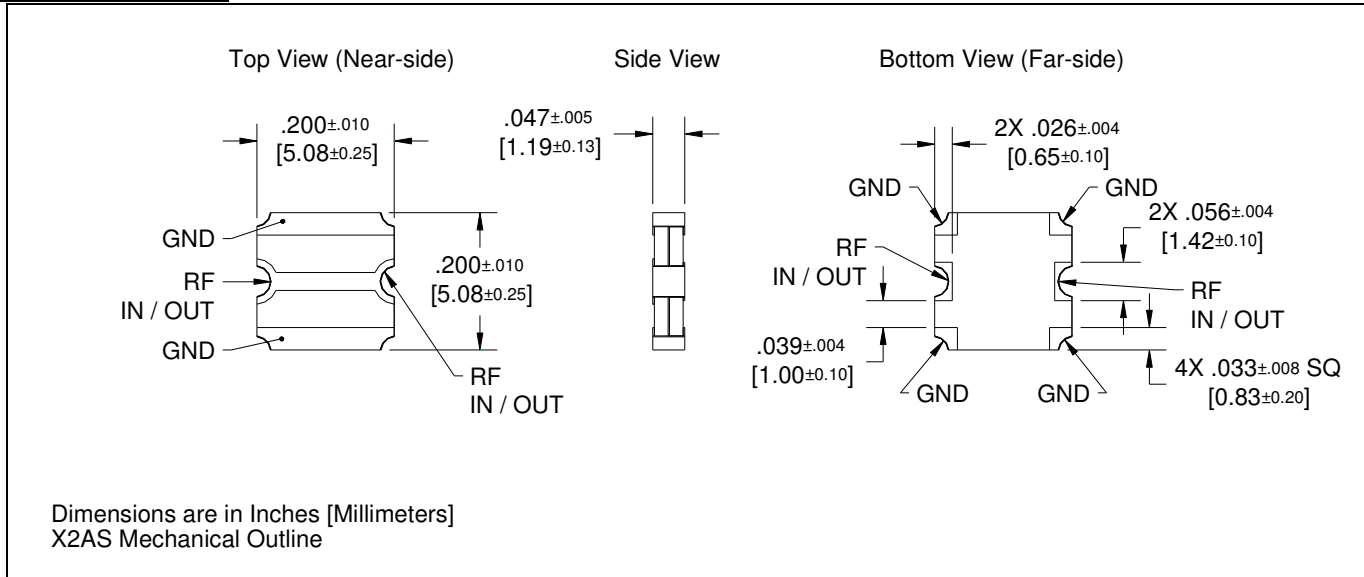 Top View (Near-side)
Side View
Bottom View (Far-side)
.200±.010
[5.08±0.25]
.047±.005
[1.19±0.13]
2X .026±.004
[0.65±0.10]
GND
GND
2X .056±.004
[1.42±0.10]
GND
RF
IN / OUT
.200±.010
[5.08±0.25]
RF
IN / OUT
RF
IN / OUT
GND
RF
IN / OUT
.039±.004
[1.00±0.10]
4X .033±.008 SQ
[0.83±0.20]
GND
GND
Dimensions are in Inches [Millimeters]
X2AS Mechanical Outline